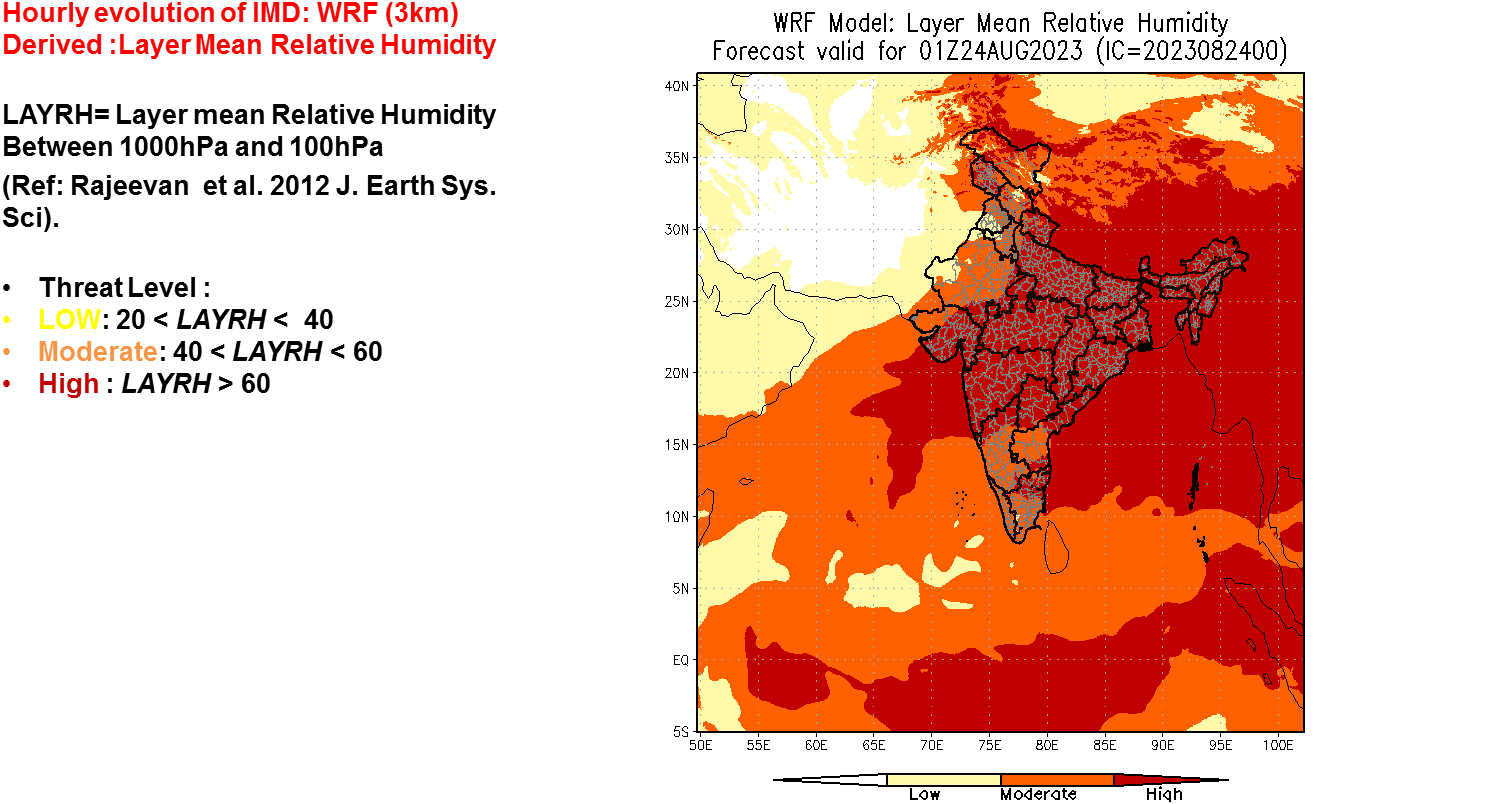 Hourly evolution of IMD: WRF (3km)
Derived :Layer Mean Relative Humidity
LAYRH= Layer mean Relative Humidity
Between 1000hPa and 100hPa
(Ref: Rajeevan et al. 2012 J. Earth Sys.
Sci).
• Threat Level :
• LOW: 20 < LAYRH < 40
• Moderate: 40 < LAYRH < 60
• High : LAYRH > 60
WRF Model: Layer Mean Relative Humidity
Forecast valid for 01Z24AUG2023 (IC=2023082400)
40N
35N
30N
25N
20N
15N
10N
5N
EQ
5S
50E 55E 60E 65E 70E 75E 80E 85E 90E 95E 100E
Low Moderate High